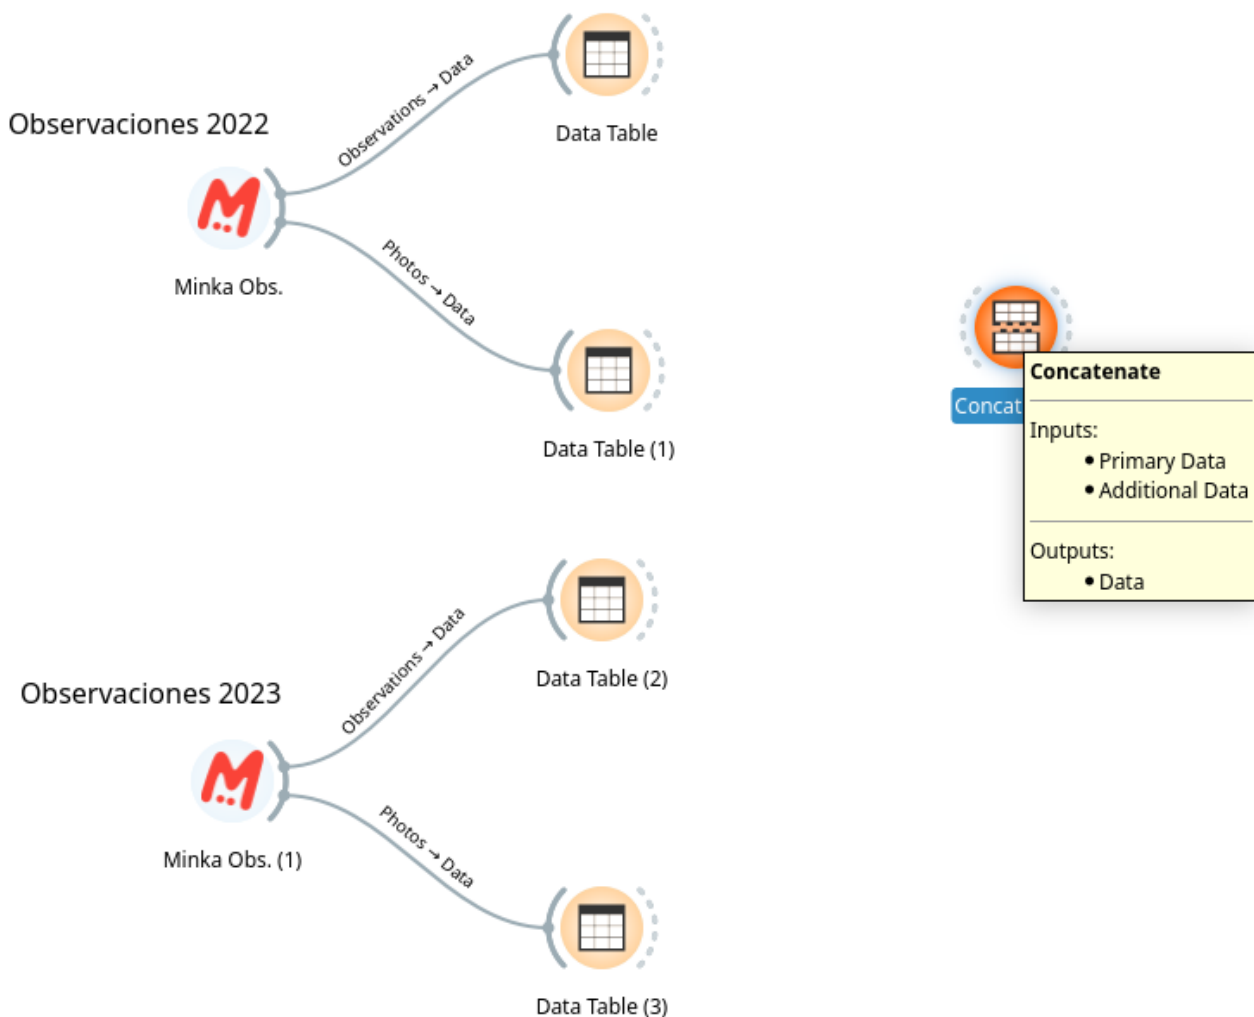 Observations → Data
Data Table
Observaciones 2022
Minka Obs.
Photos → Data
Data Table (1)
Concat
Concatenate
Inputs:
• Primary Data
• Additional Data
Outputs:
• Data
Observations → Data
Data Table (2)
Observaciones 2023
Minka Obs. (1)
Photos → Data
Data Table (3)